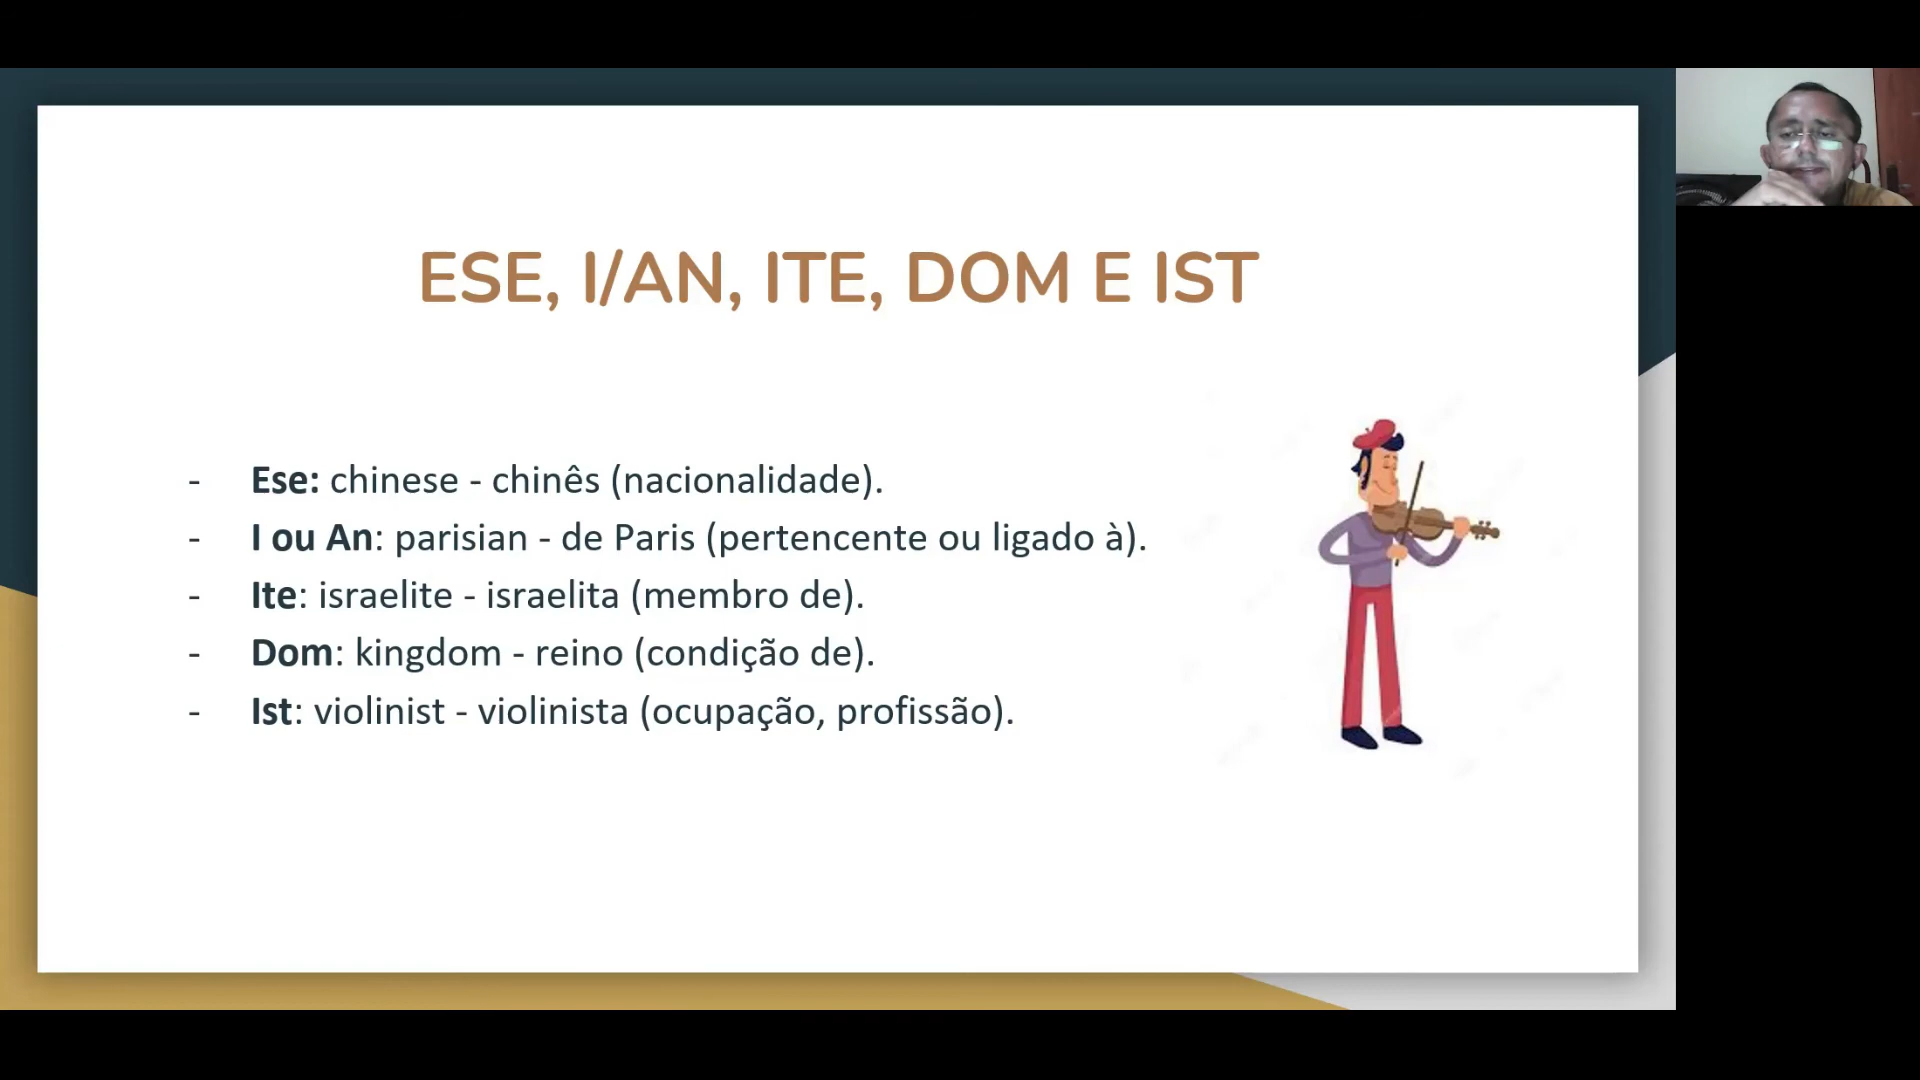 ESE, I/AN, ITE, DOM E IST
- Ese: chinese - chinês (nacionalidade).
- I ou An: parisian - de Paris (pertencente ou ligado à).
- Ite: israelite - israelita (membro de).
- Dom: kingdom - reino (condição de).
- Ist: violinist - violinista (ocupação, profissão).